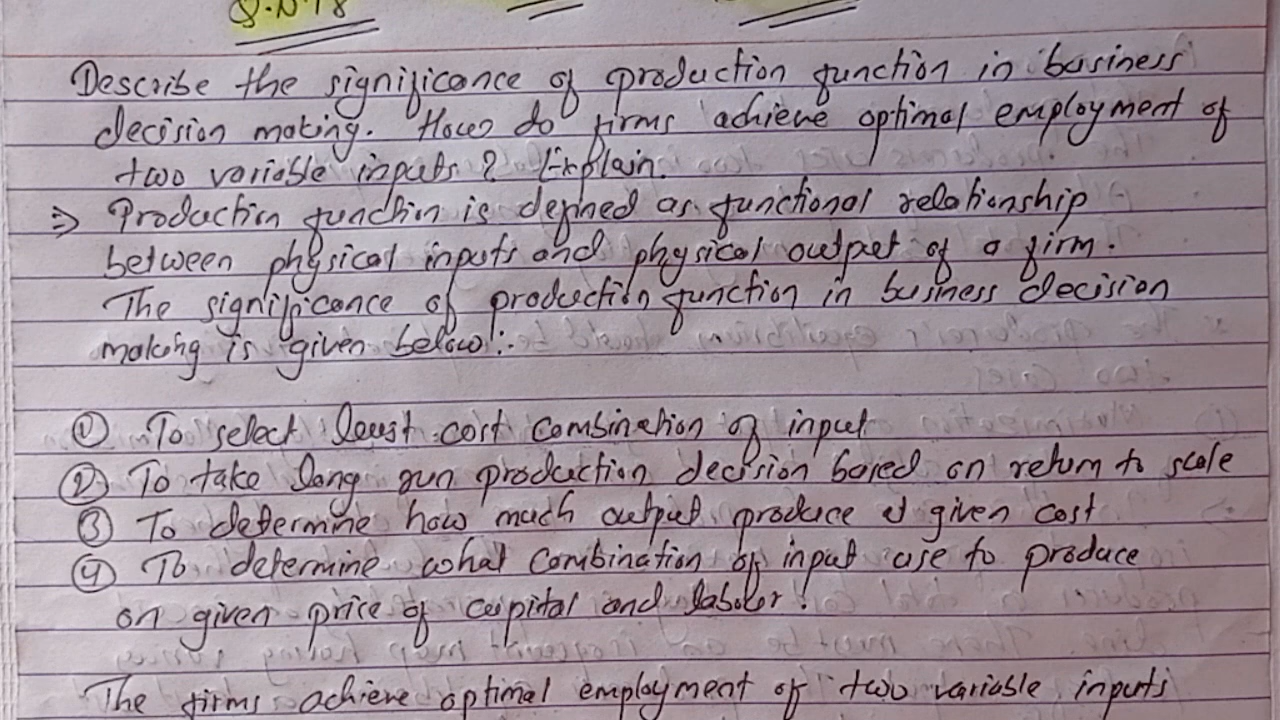 Q.N.18
Describe the significance of production function in business
decision making. How do firms achieve optimal employment of
two variable inputs? Explain.
⇒ Production function is defined as functional relationship
between physical inputs and physical output of a firm.
The significance of production function in business decision
making is given below:-
① To select least cost combination of input
② To take long run production decision based on return to scale
③ To determine how much output produce at given cost
④ To determine what combination of input use to produce
on given price of capital and labour.
The firms achieve optimal employment of two variable inputs